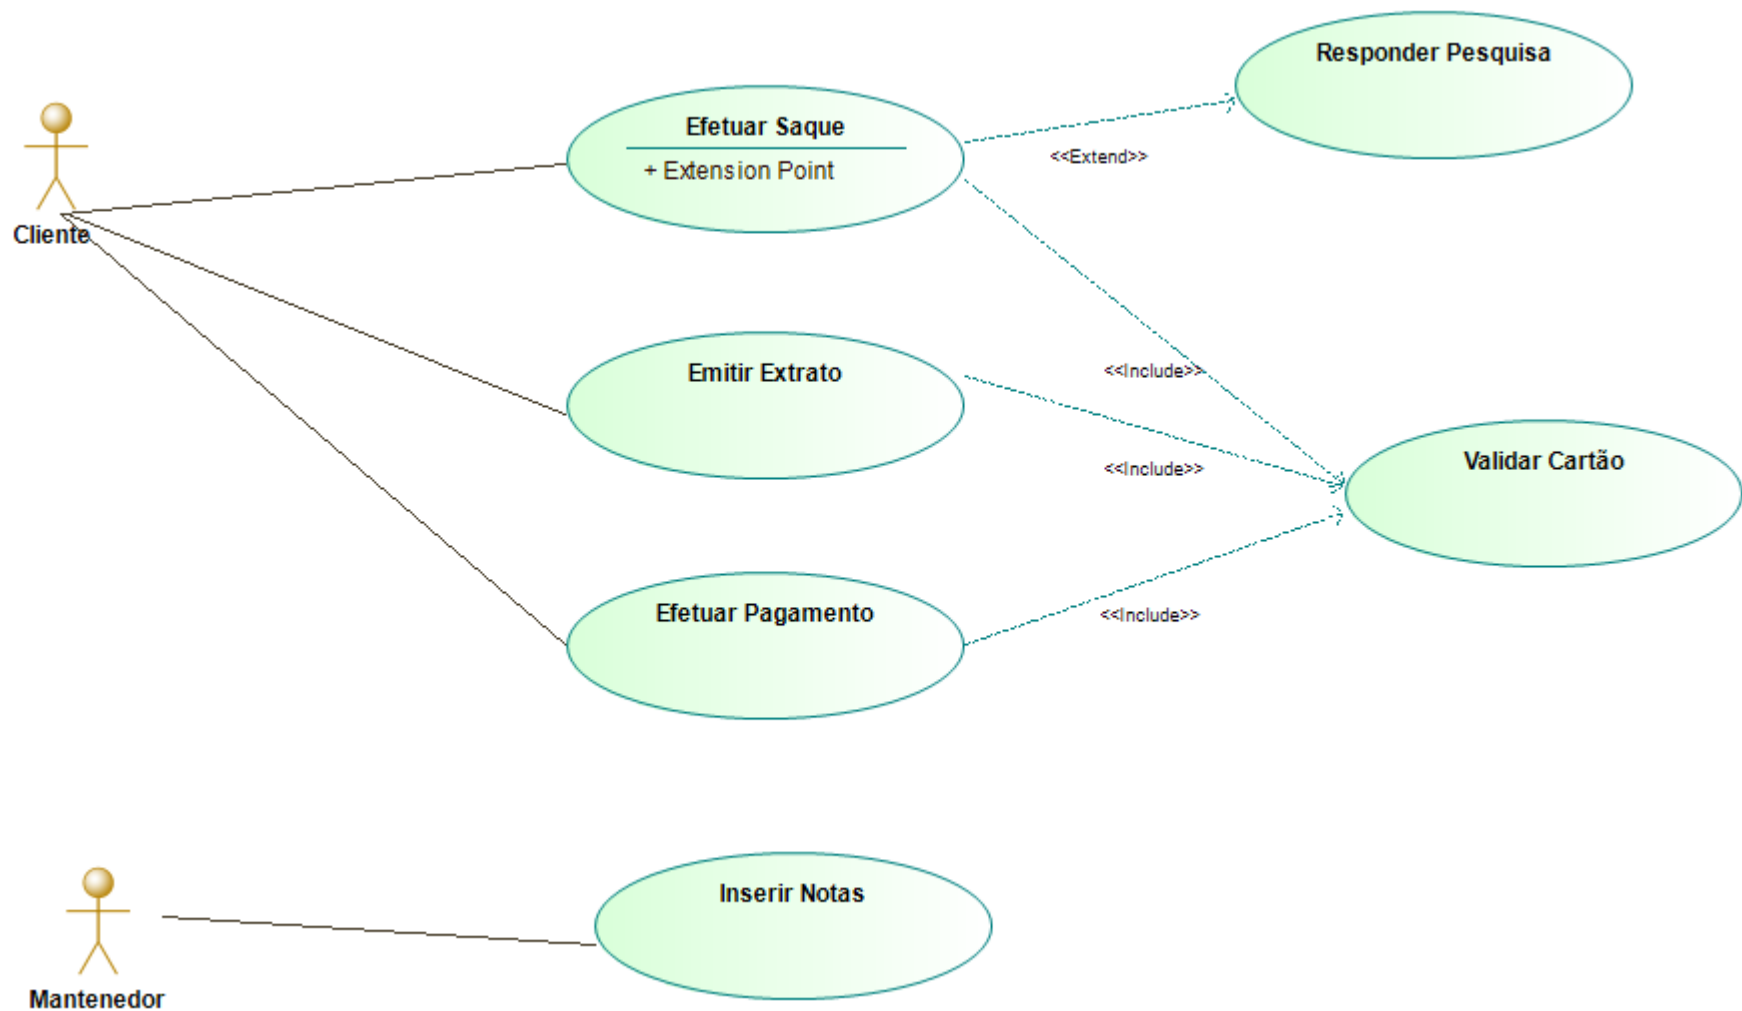 Responder Pesquisa
Efetuar Saque
+ Extension Point
<<Extend>>
Cliente
Emitir Extrato
<<Include>>
<<Include>>
Validar Cartão
Efetuar Pagamento
<<Include>>
Inserir Notas
Mantenedor